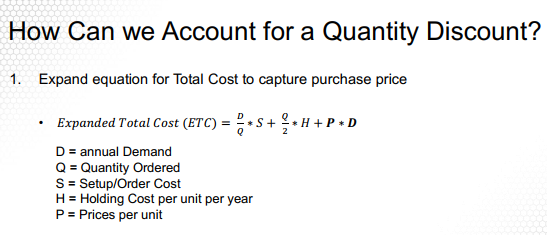 How Can we Account for a Quantity Discount?
1. Expand equation for Total Cost to capture purchase price
• Expanded Total Cost (ETC) = D/Q * S + Q/2 * H + P * D
D = annual Demand
Q = Quantity Ordered
S = Setup/Order Cost
H = Holding Cost per unit per year
P = Prices per unit